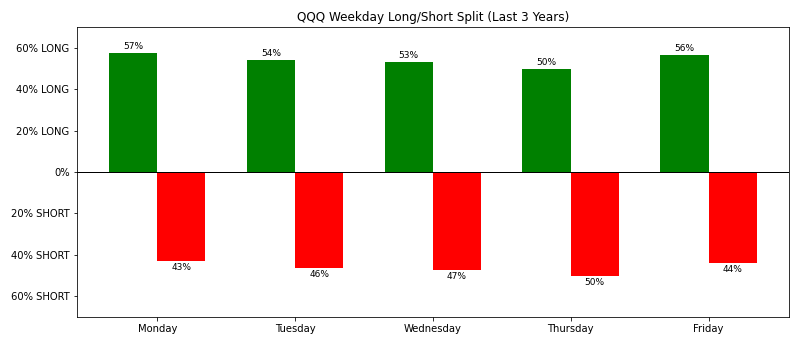 QQQ Weekday Long/Short Split (Last 3 Years)
60% LONG
40% LONG
20% LONG
0%
20% SHORT
40% SHORT
60% SHORT
57%
54%
53%
50%
56%
43%
46%
47%
50%
44%
Monday
Tuesday
Wednesday
Thursday
Friday